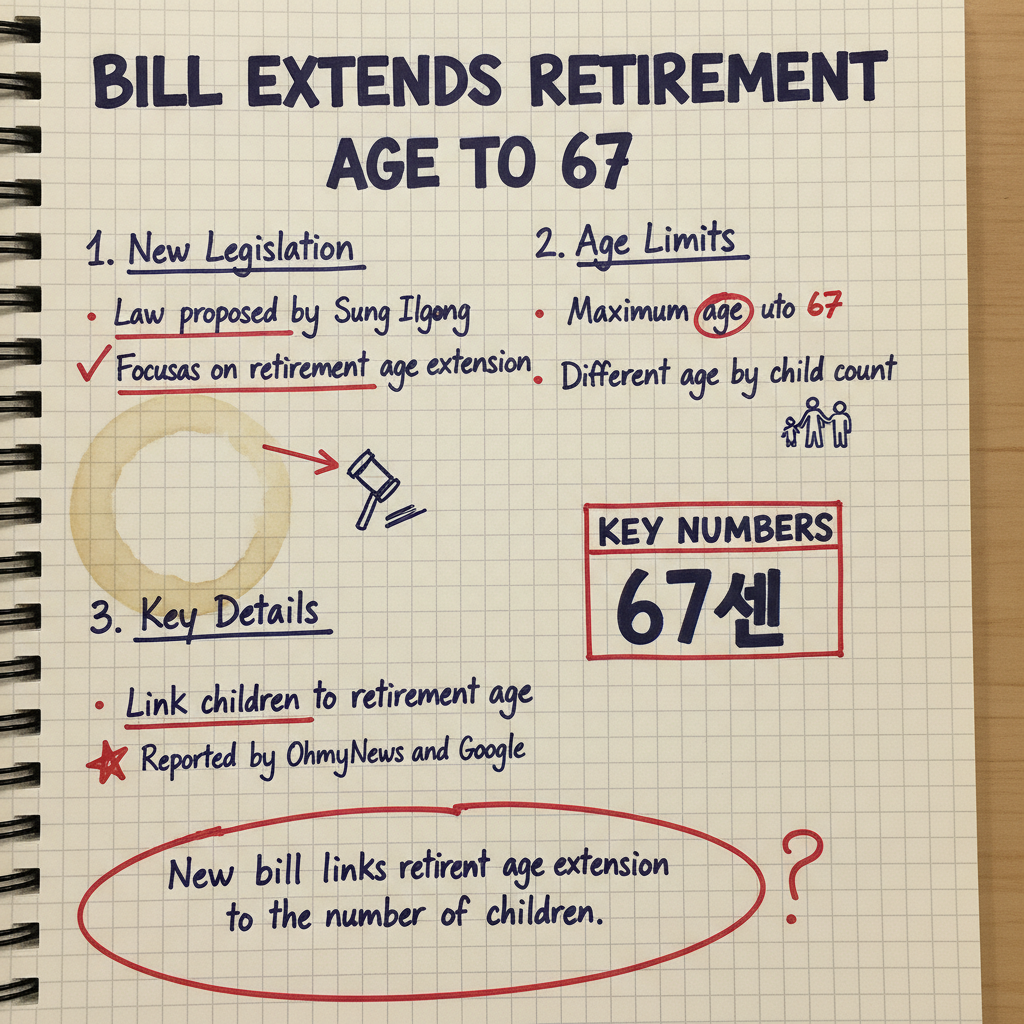 BILL EXTENDS RETIREMENT
AGE TO 67
1. New Legislation
• Law proposed by Sung Ilgong
✓ Focusas on retirement age extension
2. Age Limits
• Maximum age uto 67
• Different age by child count
KEY NUMBERS
67센
3. Key Details
• Link children to retirement age
★ Reported by OhmyNews and Google
New bill links retirent age extension
to the number of children.
?